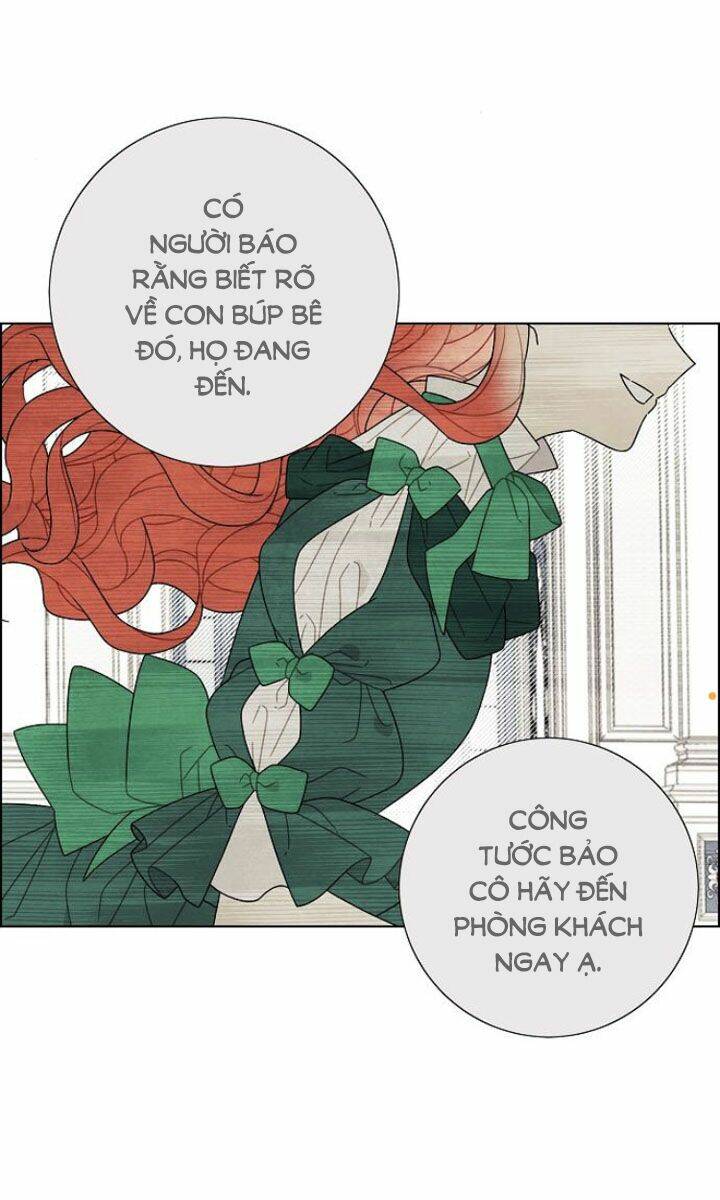 CÓ
NGƯỜI BÁO
RẰNG BIẾT RÕ
VỀ CON BÚP BÊ
ĐÓ, HỌ ĐANG
ĐẾN.
CÔNG
TƯỚC BẢO
CÔ HÃY ĐẾN
PHÒNG KHÁCH
NGAY Ạ.